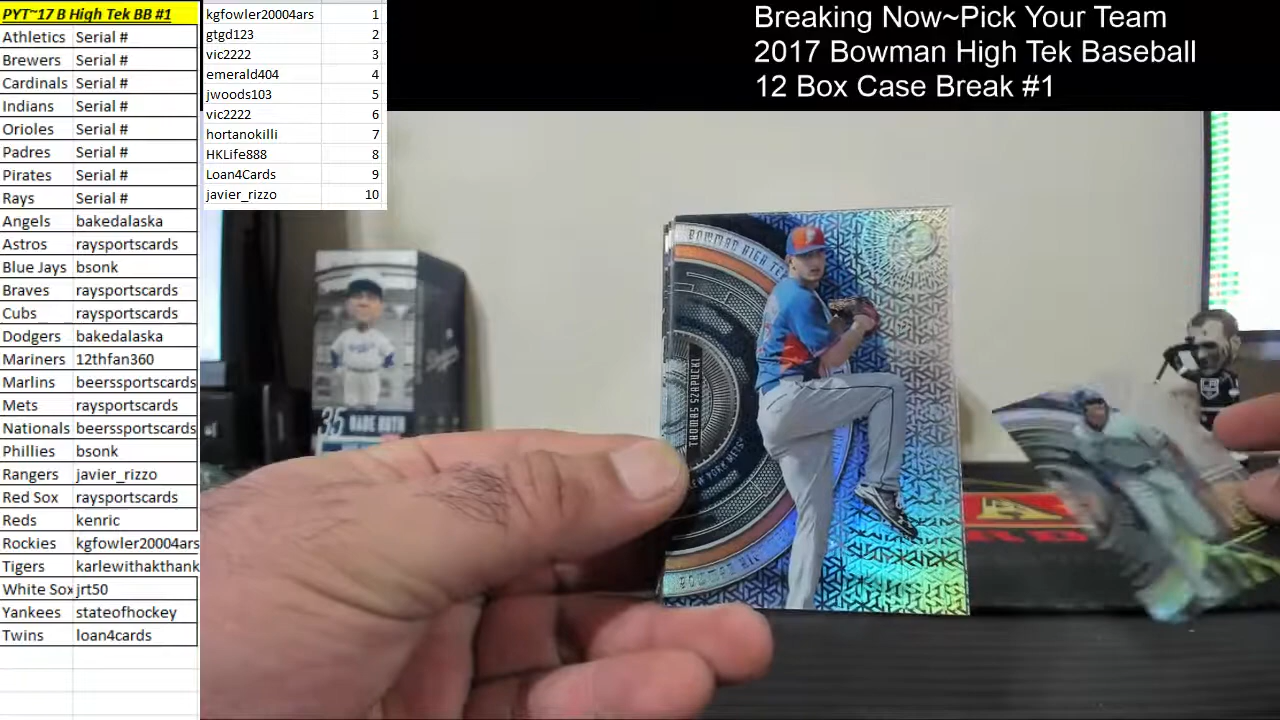 PYT~17 B High Tek BB #1
Athletics Serial #
Brewers Serial #
Cardinals Serial #
Indians Serial #
Orioles Serial #
Padres Serial #
Pirates Serial #
Rays Serial #
Angels bakedalaska
Astros raysportscards
Blue Jays bsonk
Braves raysportscards
Cubs raysportscards
Dodgers bakedalaska
Mariners 12thfan360
Marlins beerssportscards
Mets raysportscards
Nationals beerssportscards
Phillies bsonk
Rangers javier_rizzo
Red Sox raysportscards
Reds kenric
Rockies kgfowler20004ars
Tigers karlewithakthank
White Sox jrt50
Yankees stateofhockey
Twins loan4cards
kgfowler20004ars 1
gtgd123 2
vic2222 3
emerald404 4
jwoods103 5
vic2222 6
hortanokilli 7
HKLife888 8
Loan4Cards 9
javier_rizzo 10
Breaking Now~Pick Your Team
2017 Bowman High Tek Baseball
12 Box Case Break #1
BOWMAN HIGH TEK
THOMAS SZAPUCKI
NEW YORK METS
35 BABE RUTH